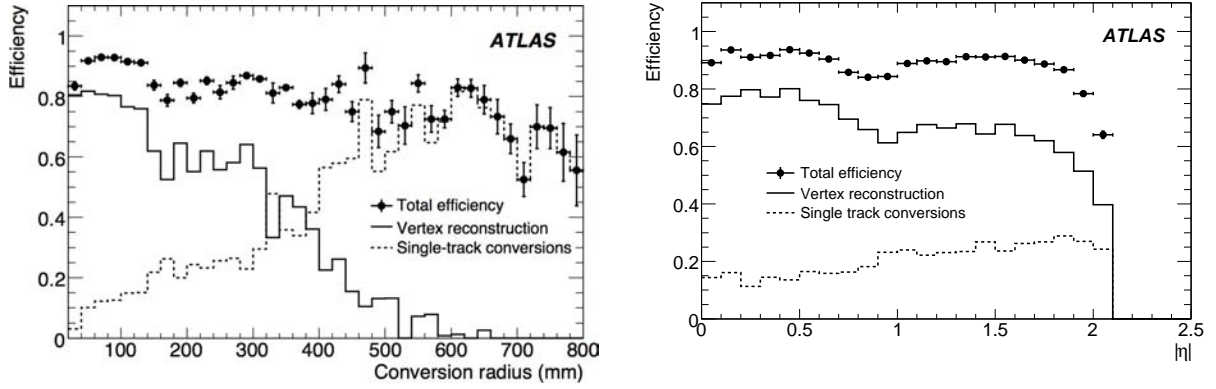 Efficiency
ATLAS
1
0.8
0.6
0.4
0.2
0
Total efficiency
Vertex reconstruction
Single-track conversions
100 200 300 400 500 600 700 800
Conversion radius (mm)
Efficiency
ATLAS
1
0.8
0.6
0.4
0.2
0
Total efficiency
Vertex reconstruction
Single track conversions
0 0.5 1 1.5 2 2.5
|η|